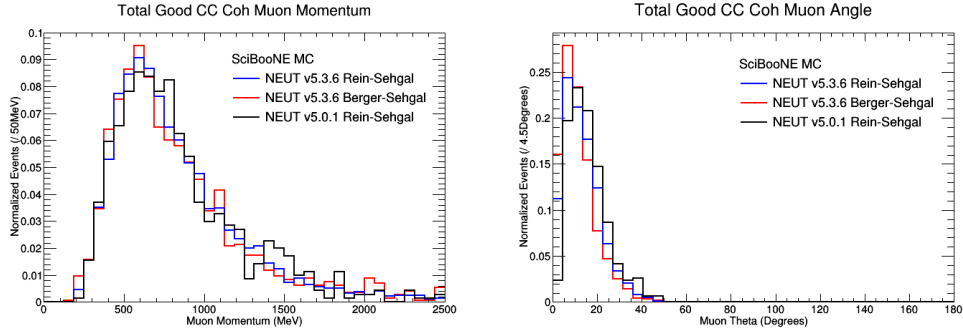 Total Good CC Coh Muon Momentum
Normalized Events (/ 50MeV)
0.1
0.09
0.08
0.07
0.06
0.05
0.04
0.03
0.02
0.01
0
SciBooNE MC
NEUT v5.3.6 Rein-Sehgal
NEUT v5.3.6 Berger-Sehgal
NEUT v5.0.1 Rein-Sehgal
0 500 1000 1500 2000 2500
Muon Momentum (MeV)
Total Good CC Coh Muon Angle
Normalized Events (/ 4.5Degrees)
0.25
0.2
0.15
0.1
0.05
0
SciBooNE MC
NEUT v5.3.6 Rein-Sehgal
NEUT v5.3.6 Berger-Sehgal
NEUT v5.0.1 Rein-Sehgal
0 20 40 60 80 100 120 140 160 180
Muon Theta (Degrees)